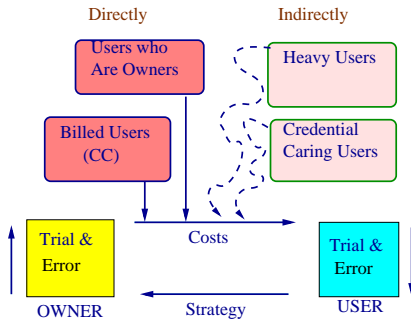 Directly
Indirectly
Users who
Are Owners
Heavy Users
Billed Users
(CC)
Credential
Caring Users
Trial &
Error
Costs
Trial &
Error
OWNER
Strategy
USER